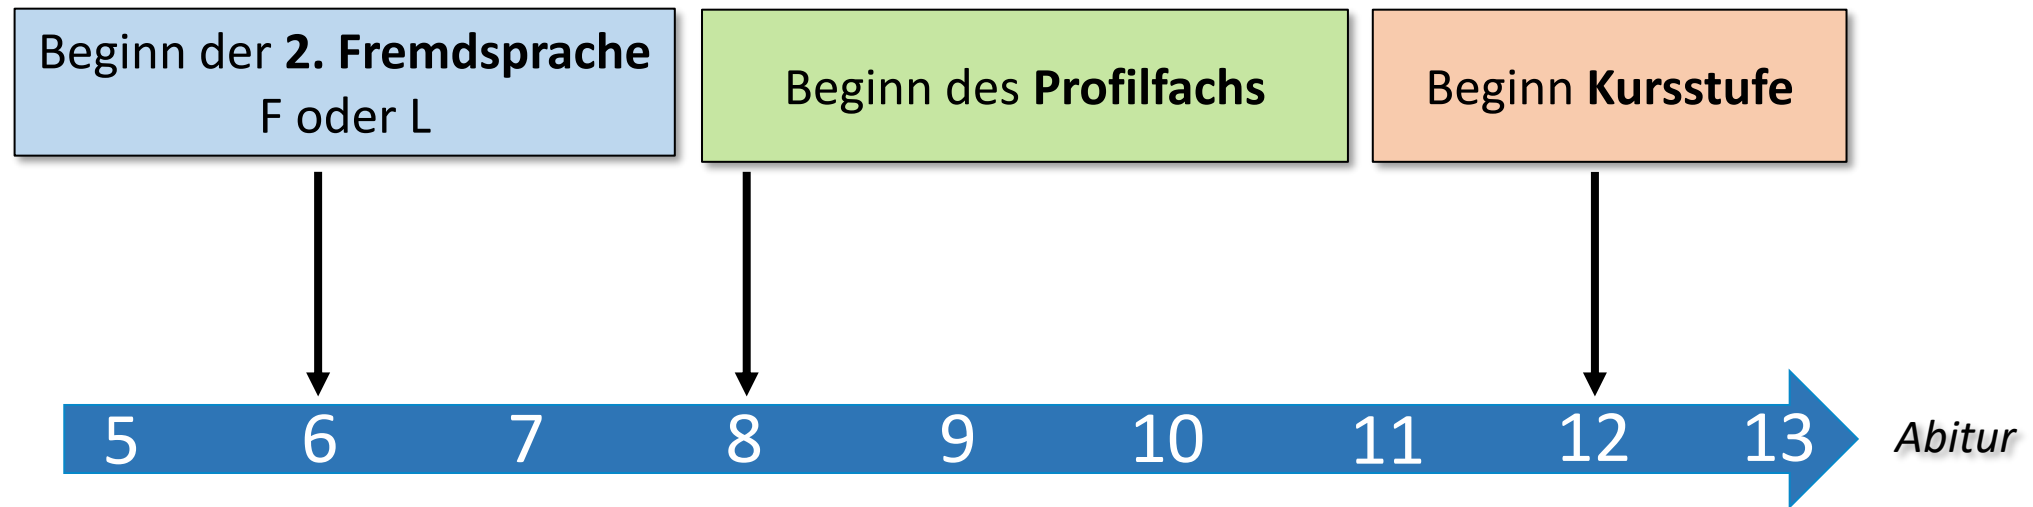 Beginn der 2. Fremdsprache
F oder L
Beginn des Profilfachs
Beginn Kursstufe
5 6 7 8 9 10 11 12 13 Abitur